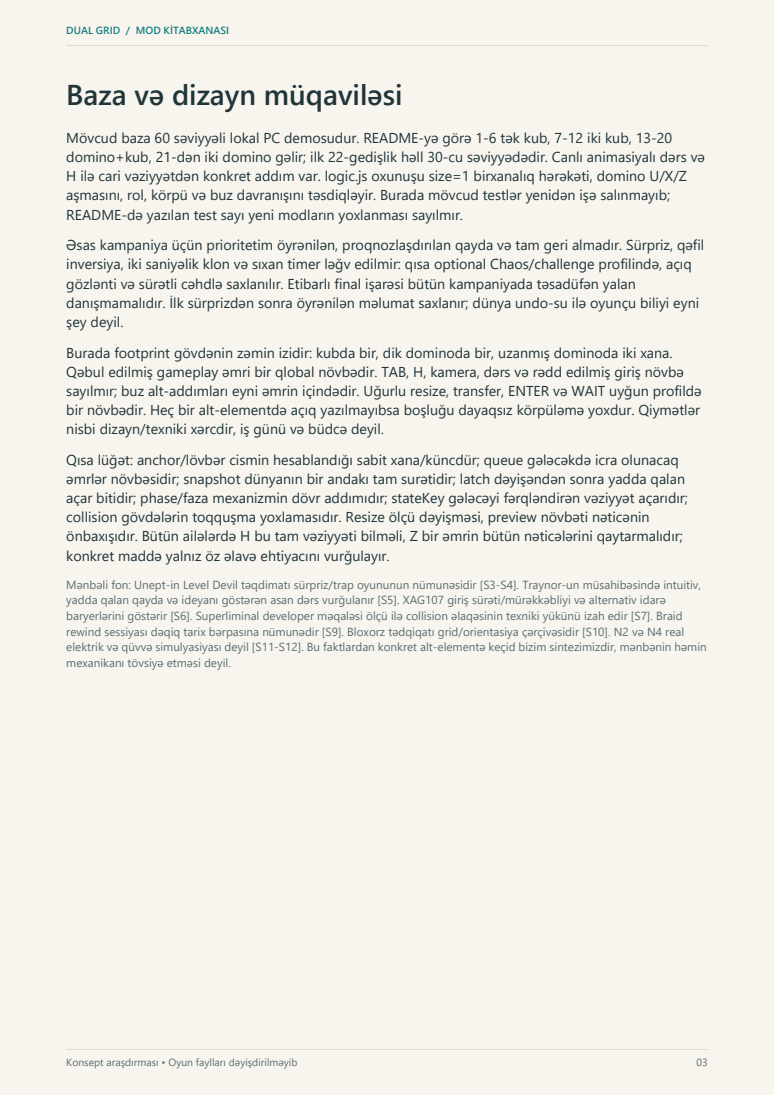 DUAL GRID / MOD KİTABXANASI
Baza və dizayn müqaviləsi
Mövcud baza 60 səviyyəli lokal PC demosudur. README-yə görə 1-6 tək kub, 7-12 iki kub, 13-20
domino+kub, 21-dən iki domino gəlir; ilk 22-gedişlik həll 30-cu səviyyədədir. Canlı animasiyalı dərs və
H ilə cari vəziyyətdən konkret addım var. logic.js oxunuşu size=1 birxanalıq hərəkəti, domino U/X/Z
aşmasını, rol, körpü və buz davranışını təsdiqləyir. Burada mövcud testlər yenidən işə salınmayıb;
README-də yazılan test sayı yeni modların yoxlanması sayılmır.
Əsas kampaniya üçün prioritetim öyrənilən, proqnozlaşdırılan qayda və tam geri almadır. Sürpriz, qəfil
inversiya, iki saniyəlik klon və sıxan timer ləğv edilmir: qısa optional Chaos/challenge profilində, açıq
gözlənti və sürətli cəhdlə saxlanılır. Etibarlı final işarəsi bütün kampaniyada təsadüfən yalan
danışmamalıdır. İlk sürprizdən sonra öyrənilən məlumat saxlanır; dünya undo-su ilə oyunçu biliyi eyni
şey deyil.
Burada footprint gövdənin zəmin izidir: kubda bir, dik dominoda bir, uzanmış dominoda iki xana.
Qəbul edilmiş gameplay əmri bir qlobal növbədir. TAB, H, kamera, dərs və rədd edilmiş giriş növbə
sayılmır; buz alt-addımları eyni əmrin içindədir. Uğurlu resize, transfer, ENTER və WAIT uyğun profildə
bir növbədir. Heç bir alt-elementdə açıq yazılmayıbsa boşluğu dayaqsız körpüləmə yoxdur. Qiymətlər
nisbi dizayn/texniki xərcdir, iş günü və büdcə deyil.
Qısa lüğət: anchor/lövbər cismin hesablandığı sabit xana/küncdür; queue gələcəkdə icra olunacaq
əmrlər növbəsidir; snapshot dünyanın bir andakı tam surətidir; latch dəyişəndən sonra yadda qalan
açar bitidir; phase/faza mexanizmin dövr addımıdır; stateKey gələcəyi fərqləndirən vəziyyət açarıdır;
collision gövdələrin toqquşma yoxlamasıdır. Resize ölçü dəyişməsi, preview növbəti nəticənin
önbaxışıdır. Bütün ailələrdə H bu tam vəziyyəti bilməli, Z bir əmrin bütün nəticələrini qaytarmalıdır;
konkret maddə yalnız öz əlavə ehtiyacını vurğulayır.
Mənbəli fon: Unept-in Level Devil təqdimatı sürpriz/trap oyununun nümunəsidir [S3-S4]. Traynor-un müsahibəsində intuitiv,
yadda qalan qayda və ideyanı göstərən asan dərs vurğulanır [S5]. XAG107 giriş sürəti/mürəkkəbliyi və alternativ idarə
baryerlərini göstərir [S6]. Superliminal developer məqaləsi ölçü ilə collision əlaqəsinin texniki yükünü izah edir [S7]. Braid
rewind sessiyası dəqiq tarix bərpasına nümunədir [S9]. Bloxorz tədqiqatı grid/orientasiya çərçivəsidir [S10]. N2 və N4 real
elektrik və qüvvə simulyasiyası deyil [S11-S12]. Bu faktlardan konkret alt-elementə keçid bizim sintezimizdir, mənbənin həmin
mexanikanı tövsiyə etməsi deyil.
Konsept araşdırması • Oyun faylları dəyişdirilməyib
03